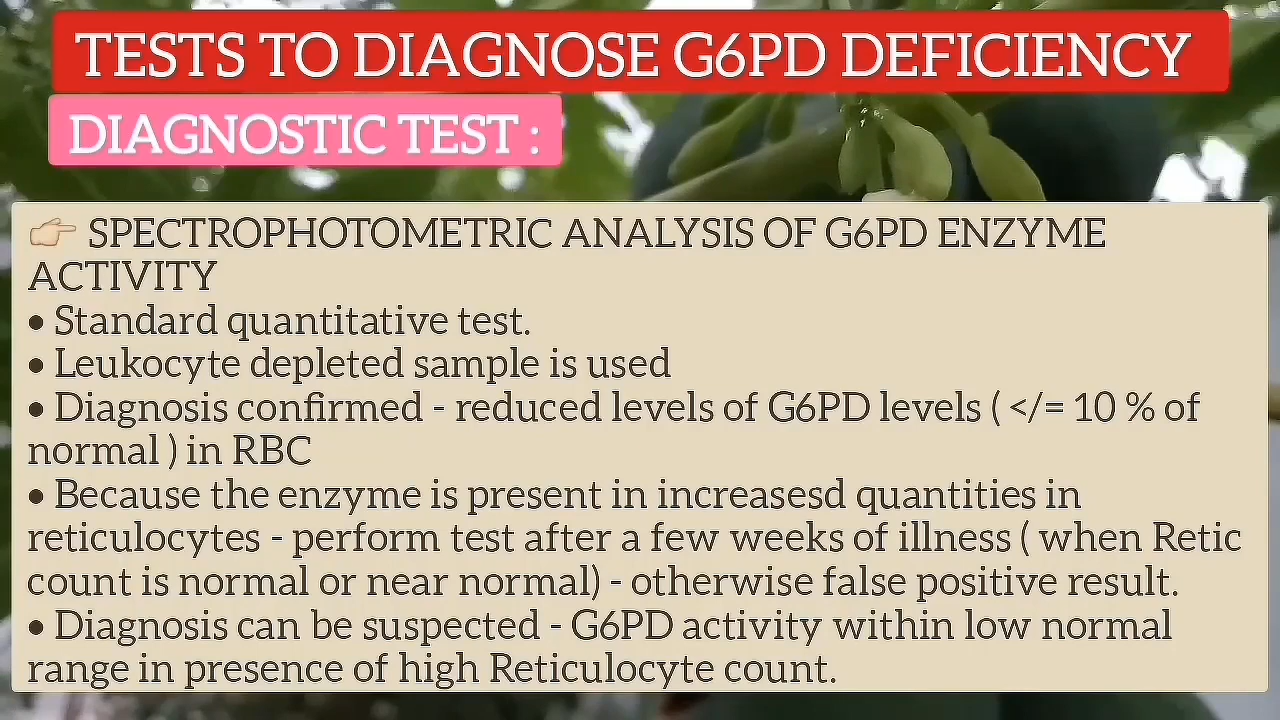 TESTS TO DIAGNOSE G6PD DEFICIENCY
DIAGNOSTIC TEST :
👉 SPECTROPHOTOMETRIC ANALYSIS OF G6PD ENZYME
ACTIVITY
• Standard quantitative test.
• Leukocyte depleted sample is used
• Diagnosis confirmed - reduced levels of G6PD levels ( </= 10 % of
normal ) in RBC
• Because the enzyme is present in increasesd quantities in
reticulocytes - perform test after a few weeks of illness ( when Retic
count is normal or near normal) - otherwise false positive result.
• Diagnosis can be suspected - G6PD activity within low normal
range in presence of high Reticulocyte count.